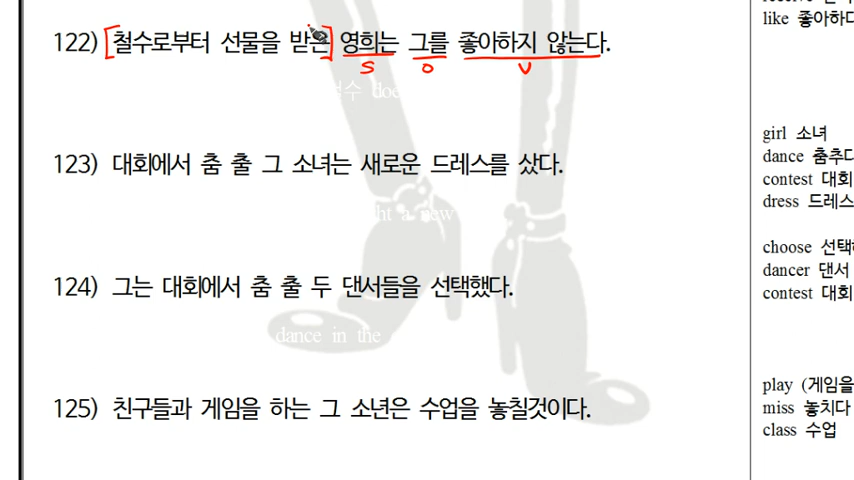 like 좋아하다
122) [철수로부터 선물을 받은] 영희는 그를 좋아하지 않는다.
S O V
doe
girl 소녀
123) 대회에서 춤 출 그 소녀는 새로운 드레스를 샀다.
dance 춤추다
contest 대회
dress 드레스
ht a new
choose 선택
124) 그는 대회에서 춤 출 두 댄서들을 선택했다.
dancer 댄서
contest 대회
dance in the
play (게임을
125) 친구들과 게임을 하는 그 소년은 수업을 놓칠것이다.
miss 놓치다
class 수업